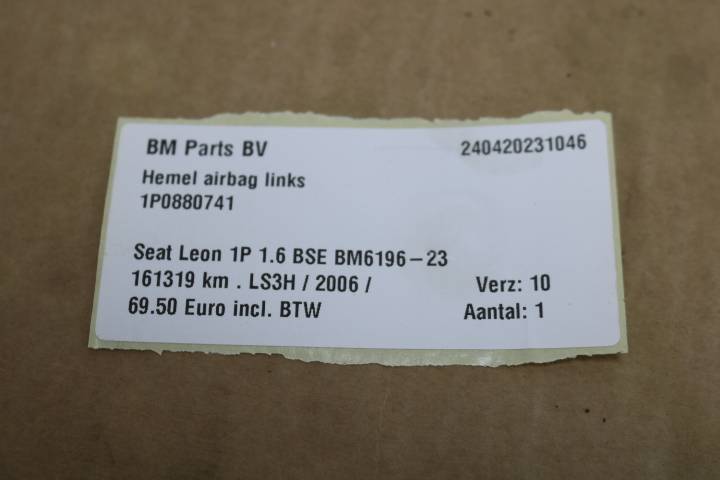 BM Parts BV 240420231046
Hemel airbag links
1P0880741
Seat Leon 1P 1.6 BSE BM6196-23
161319 km . LS3H / 2006 / Verz: 10
69.50 Euro incl. BTW Aantal: 1